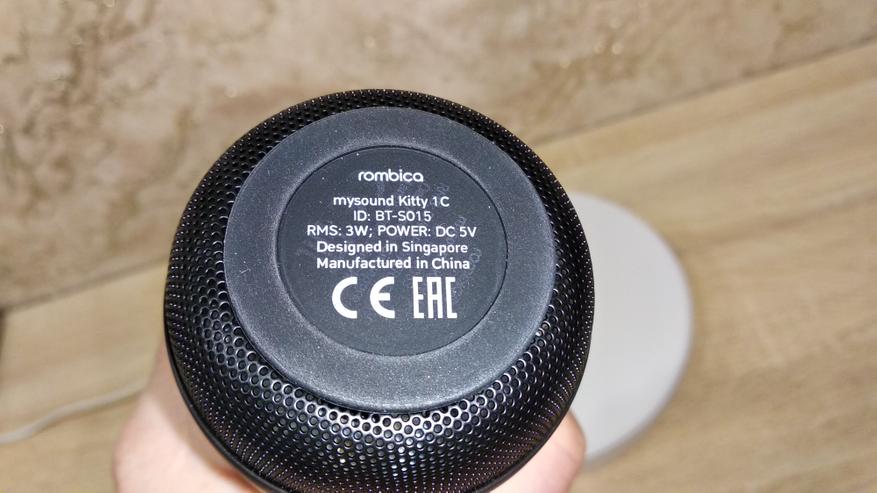 rombica
mysound Kitty 1C
ID: BT-S015
RMS: 3W; POWER: DC 5V
Designed in Singapore
Manufactured in China
CE EAC